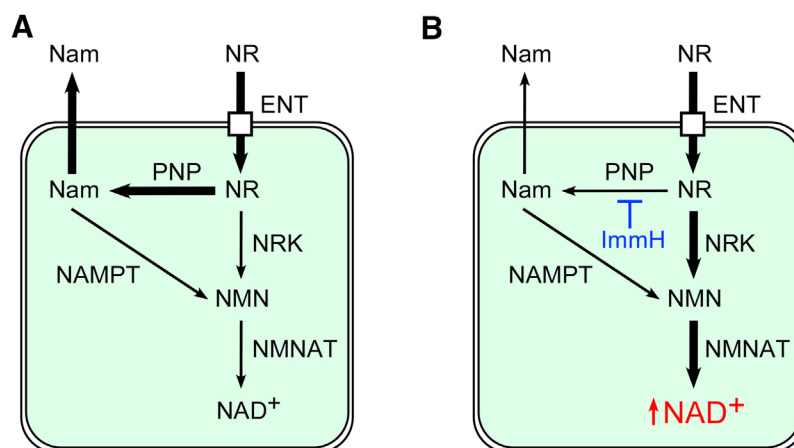 A
Nam NR
ENT
PNP
Nam NR
NRK
NAMPT
NMN
NMNAT
NAD⁺
B
Nam NR
ENT
PNP
Nam NR
ImmH
NRK
NAMPT
NMN
NMNAT
NAD⁺